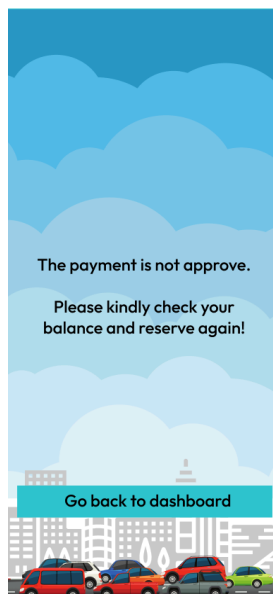 The payment is not approve.
Please kindly check your
balance and reserve again!
Go back to dashboard